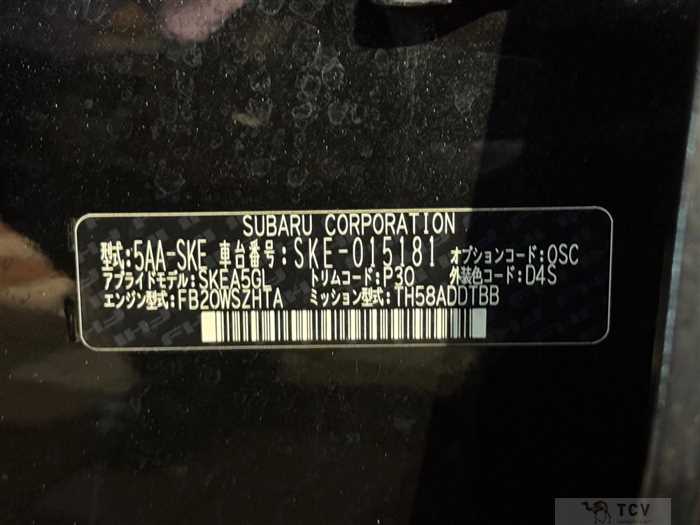 SUBARU CORPORATION
型式:5AA-SKE 車台番号:SKE-015181 オプションコード:OSC
アプライドモデル:SKEA5GL トリムコード:P30 外装色コード:D4S
エンジン型式:FB20WSZHTA ミッション型式:TH58ADDTBB
TCV